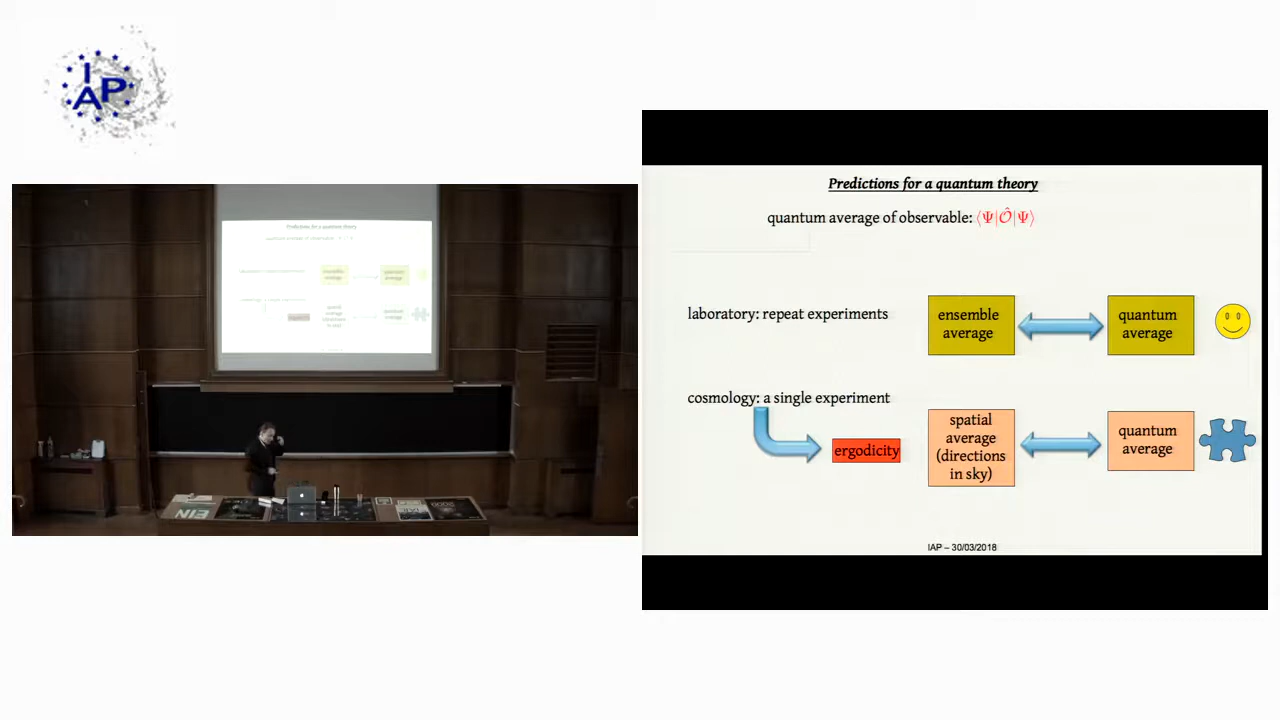 IAP
Predictions for a quantum theory
quantum average of observable: ⟨Ψ|Ô|Ψ⟩
laboratory: repeat experiments
ensemble
average
quantum
average
cosmology: a single experiment
ergodicity
spatial
average
(directions
in sky)
quantum
average
IAP – 30/03/2018